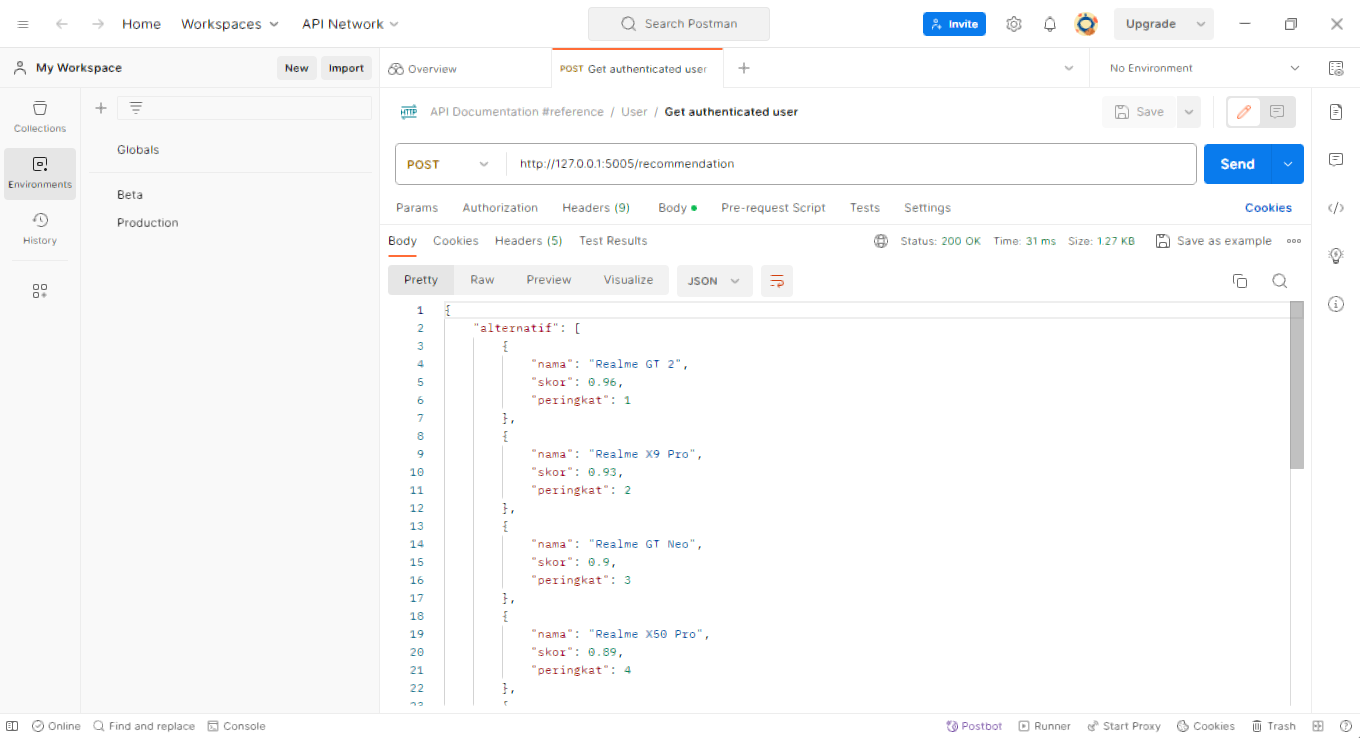 Home Workspaces API Network Search Postman Invite Upgrade
My Workspace New Import Overview POST Get authenticated user No Environment
Collections
Environments
History
Globals
Beta
Production
HTTP API Documentation #reference / User / Get authenticated user Save
POST http://127.0.0.1:5005/recommendation Send
Params Authorization Headers (9) Body Pre-request Script Tests Settings Cookies
Body Cookies Headers (5) Test Results Status: 200 OK Time: 31 ms Size: 1.27 KB Save as example
Pretty Raw Preview Visualize JSON
1 {
2 "alternatif": [
3 {
4 "nama": "Realme GT 2",
5 "skor": 0.96,
6 "peringkat": 1
7 },
8 {
9 "nama": "Realme X9 Pro",
10 "skor": 0.93,
11 "peringkat": 2
12 },
13 {
14 "nama": "Realme GT Neo",
15 "skor": 0.9,
16 "peringkat": 3
17 },
18 {
19 "nama": "Realme X50 Pro",
20 "skor": 0.89,
21 "peringkat": 4
22 },
23 {
Online Find and replace Console Postbot Runner Start Proxy Cookies Trash